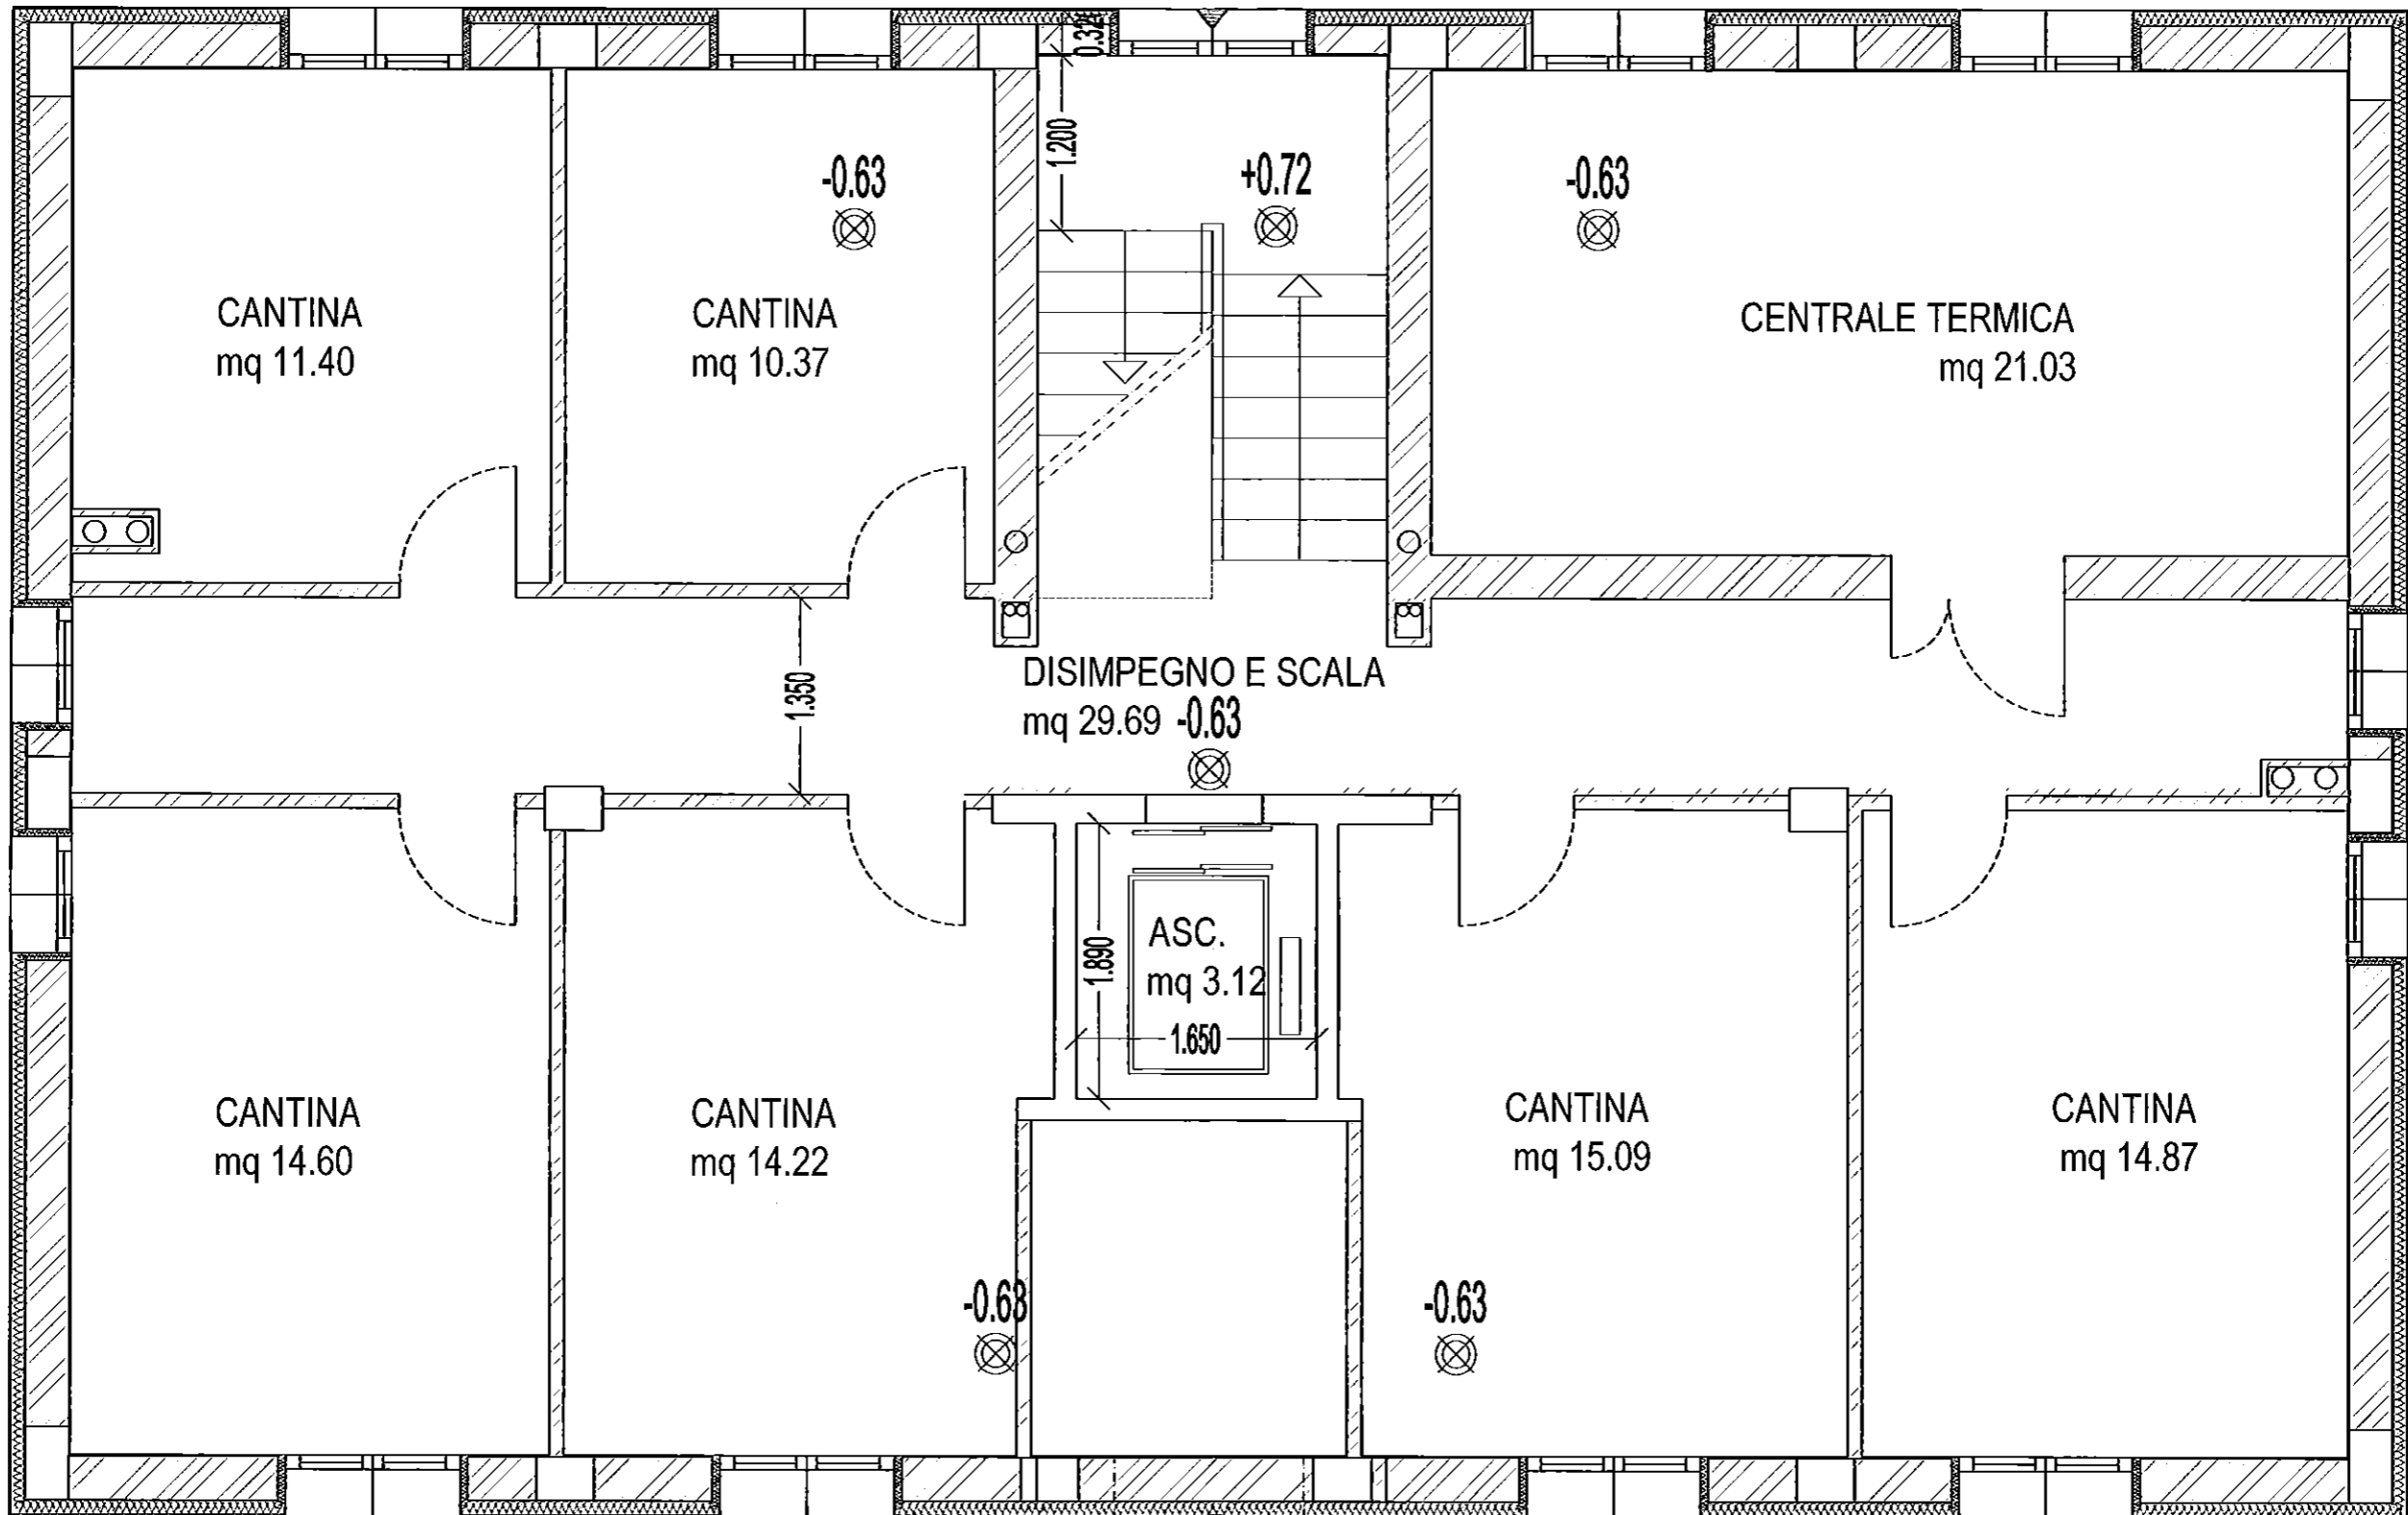 0.32
1.200
-0.63
+0.72
-0.63
CANTINA
mq 11.40
CANTINA
mq 10.37
CENTRALE TERMICA
mq 21.03
1.350
DISIMPEGNO E SCALA
mq 29.69 -0.63
1.890
ASC.
mq 3.12
1.650
CANTINA
mq 14.60
CANTINA
mq 14.22
CANTINA
mq 15.09
CANTINA
mq 14.87
-0.63
-0.63